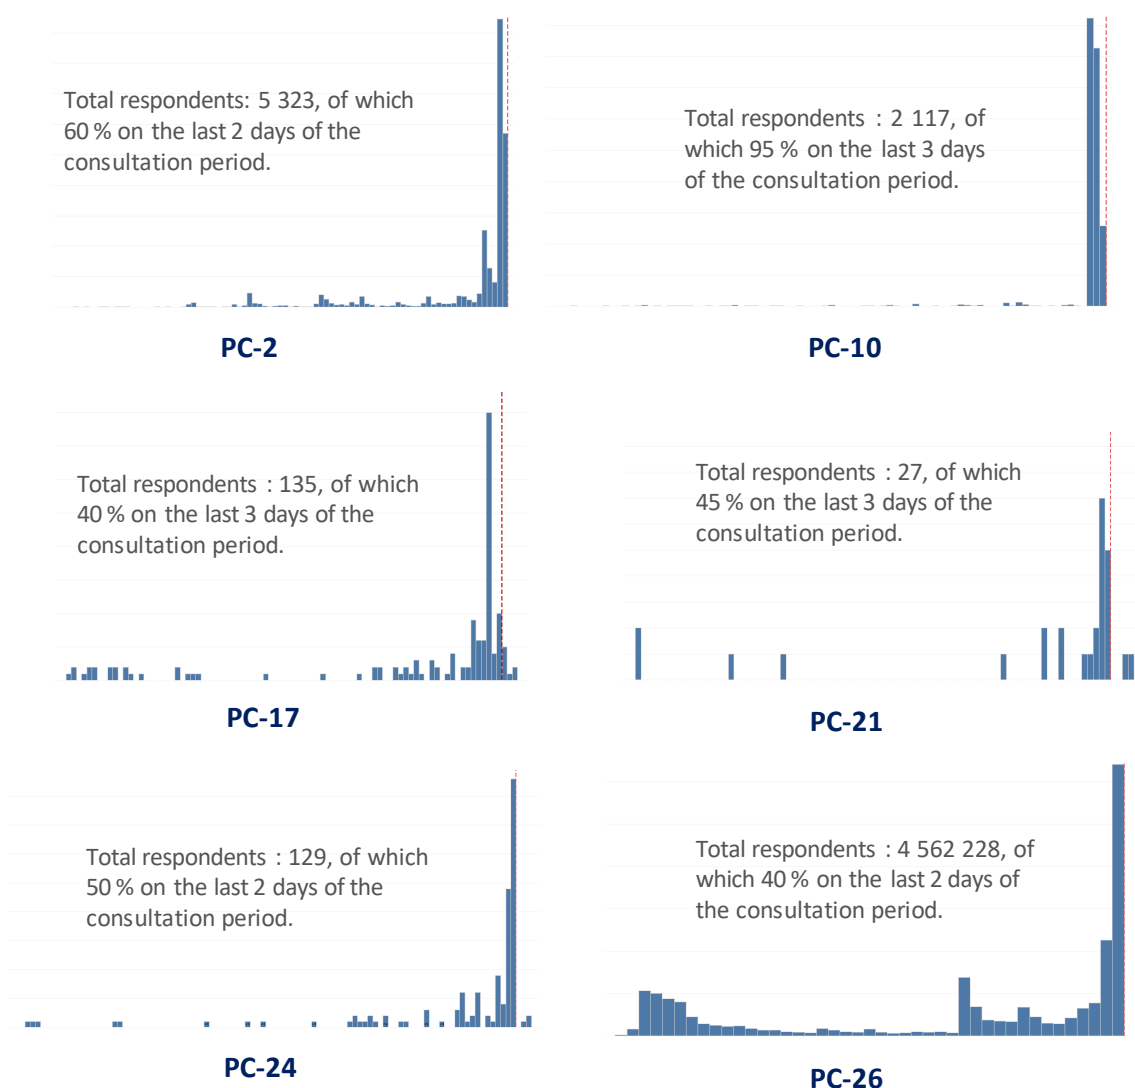 Total respondents: 5 323, of which
60 % on the last 2 days of the
consultation period.
PC-2
Total respondents : 2 117, of
which 95 % on the last 3 days
of the consultation period.
PC-10
Total respondents : 135, of which
40 % on the last 3 days of the
consultation period.
PC-17
Total respondents : 27, of which
45 % on the last 3 days of the
consultation period.
PC-21
Total respondents : 129, of which
50 % on the last 2 days of the
consultation period.
PC-24
Total respondents : 4 562 228, of
which 40 % on the last 2 days of
the consultation period.
PC-26